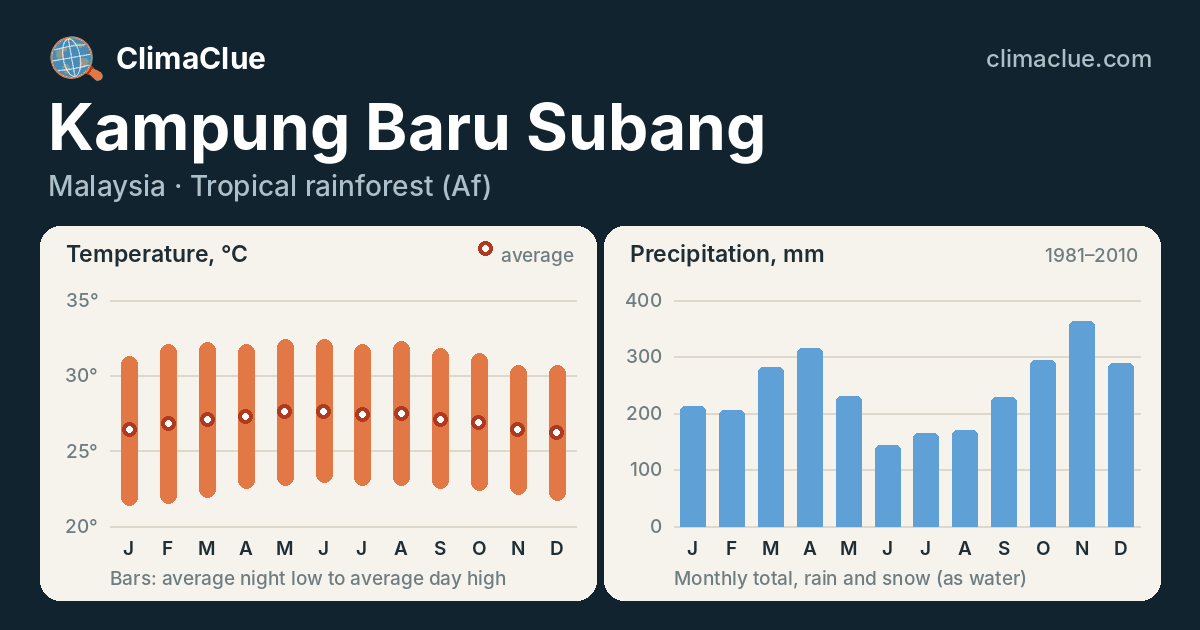 ClimaClue
climaclue.com
Kampung Baru Subang
Malaysia · Tropical rainforest (Af)
Temperature, °C
average
35°
30°
25°
20°
J F M A M J J A S O N D
Bars: average night low to average day high
Precipitation, mm
1981–2010
400
300
200
100
0
J F M A M J J A S O N D
Monthly total, rain and snow (as water)